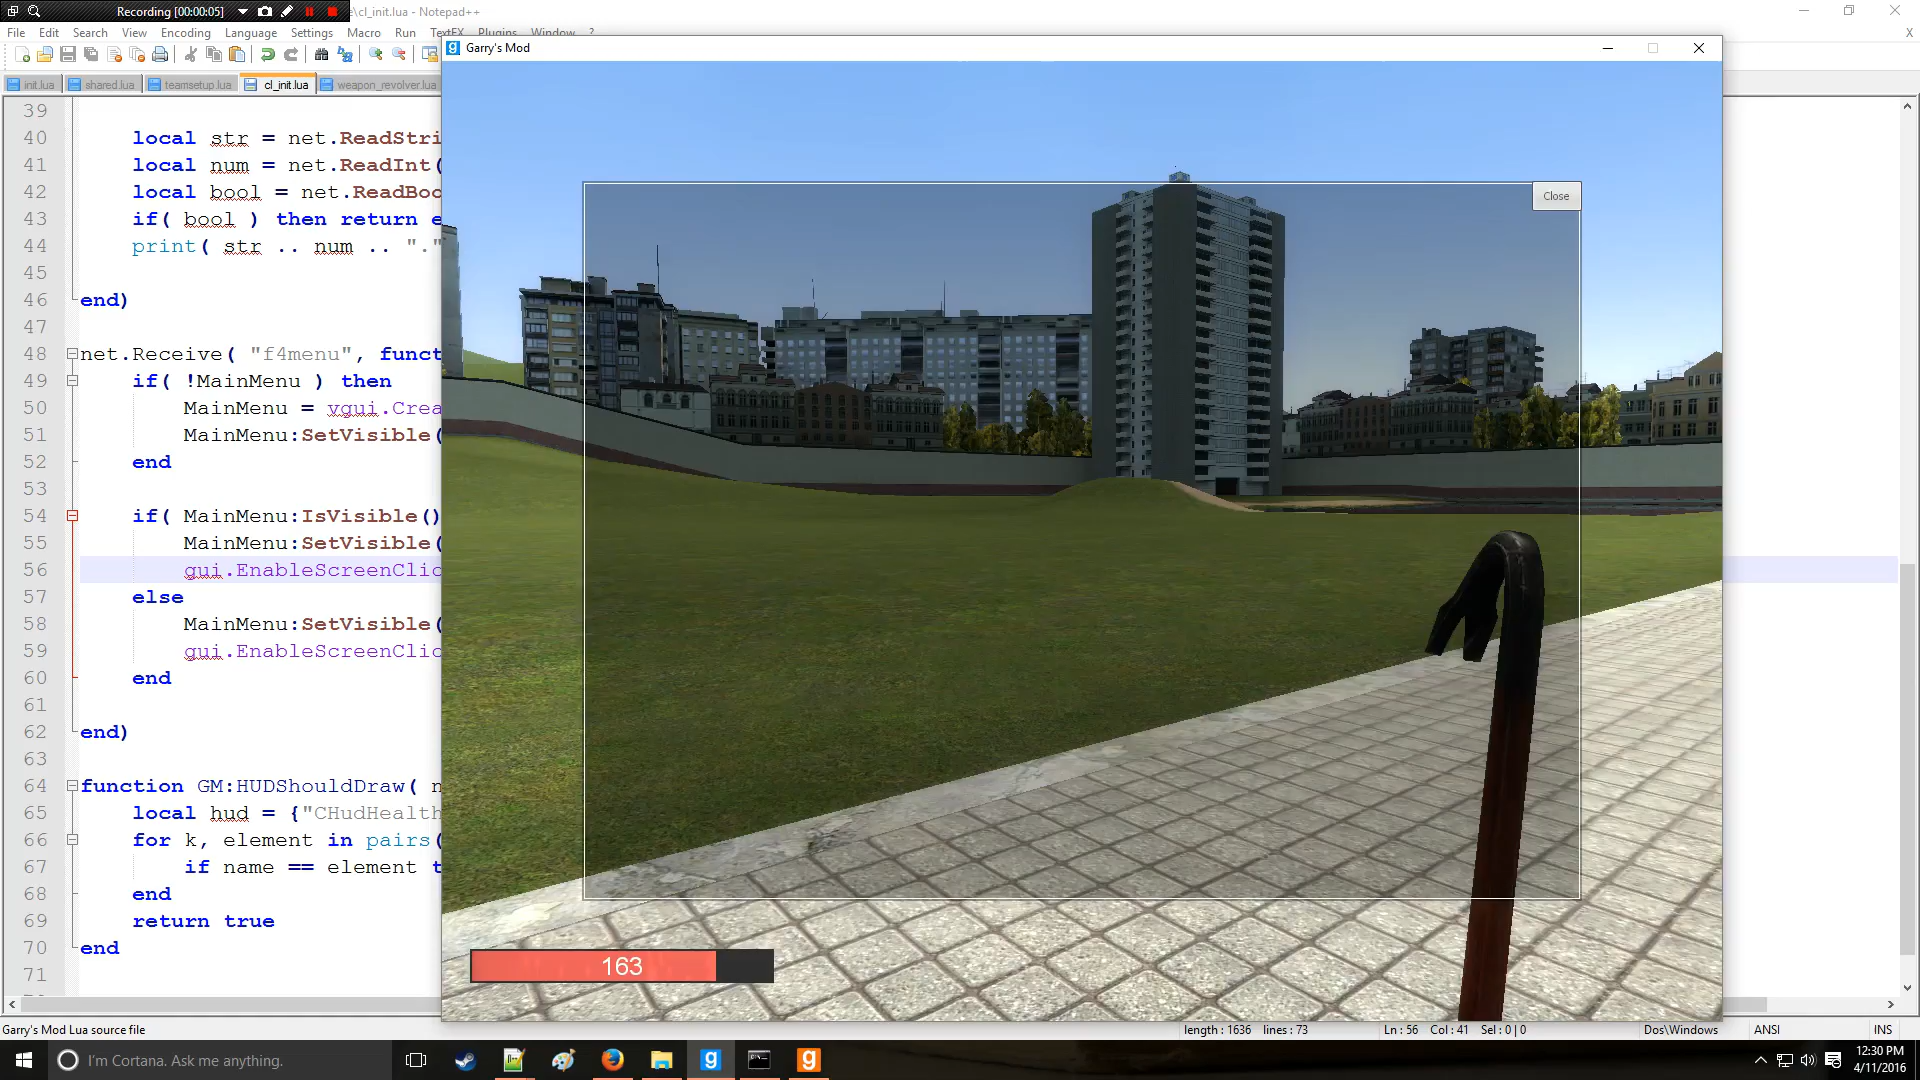 Recording [00:00:05]
\cl_init.lua - Notepad++
File Edit Search View Encoding Language Settings Macro Run TextFX Plugins Window ?
X
Garry's Mod
init.lua shared.lua teamsetup.lua cl_init.lua weapon_revolver.lua
39
40 local str = net.ReadStri
41 local num = net.ReadInt(
42 local bool = net.ReadBoo
43 if( bool ) then return e
44 print( str .. num .. "."
45
46 end)
47
48 net.Receive( "f4menu", funct
49 if( !MainMenu ) then
50 MainMenu = vgui.Crea
51 MainMenu:SetVisible(
52 end
53
54 if( MainMenu:IsVisible()
55 MainMenu:SetVisible(
56 gui.EnableScreenClic
57 else
58 MainMenu:SetVisible(
59 gui.EnableScreenClic
60 end
61
62 end)
63
64 function GM:HUDShouldDraw( n
65 local hud = {"CHudHealth
66 for k, element in pairs(
67 if name == element t
68 end
69 return true
70 end
71
Close
163
Garry's Mod Lua source file
length : 1636 lines : 73
Ln : 56 Col : 41 Sel : 0 | 0
Dos\Windows
ANSI
INS
I'm Cortana. Ask me anything.
12:30 PM
4/11/2016